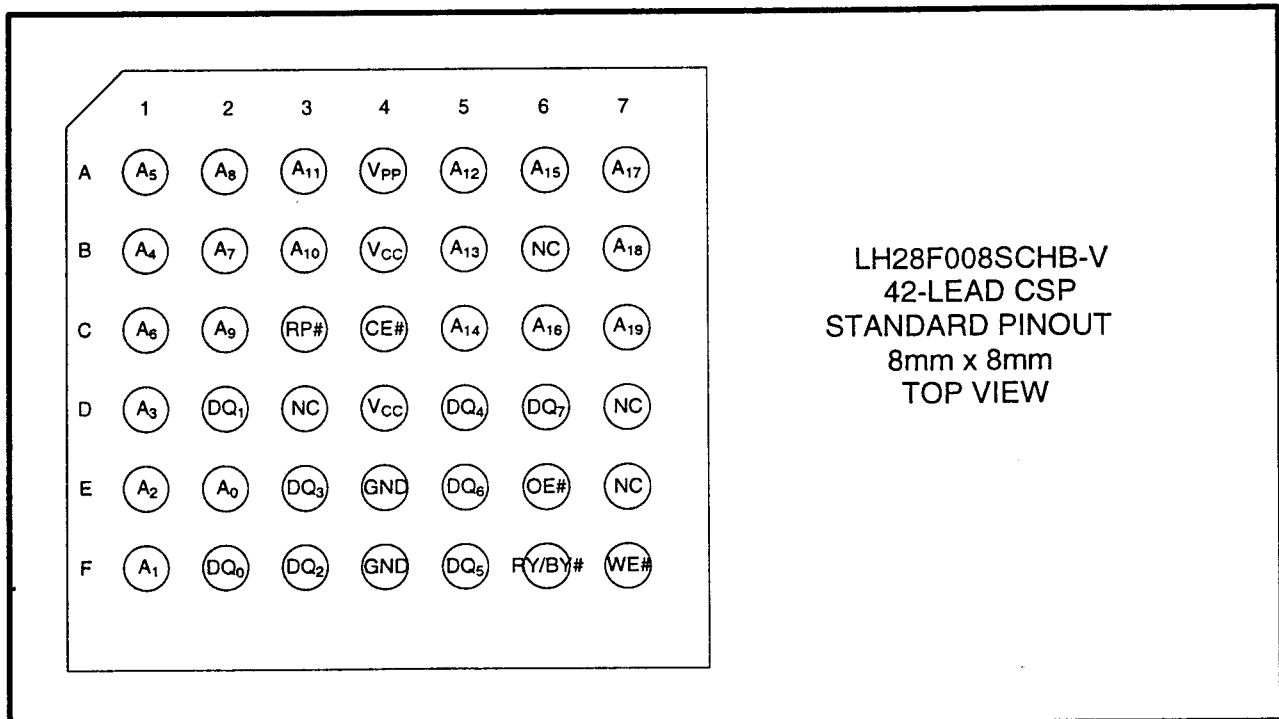 1 2 3 4 5 6 7
A A₅ A₈ A₁₁ VPP A₁₂ A₁₅ A₁₇
B A₄ A₇ A₁₀ VCC A₁₃ NC A₁₈
C A₆ A₉ RP# CE# A₁₄ A₁₆ A₁₉
D A₃ DQ₁ NC VCC DQ₄ DQ₇ NC
E A₂ A₀ DQ₃ GND DQ₆ OE# NC
F A₁ DQ₀ DQ₂ GND DQ₅ RY/BY# WE#
LH28F008SCHB-V
42-LEAD CSP
STANDARD PINOUT
8mm x 8mm
TOP VIEW